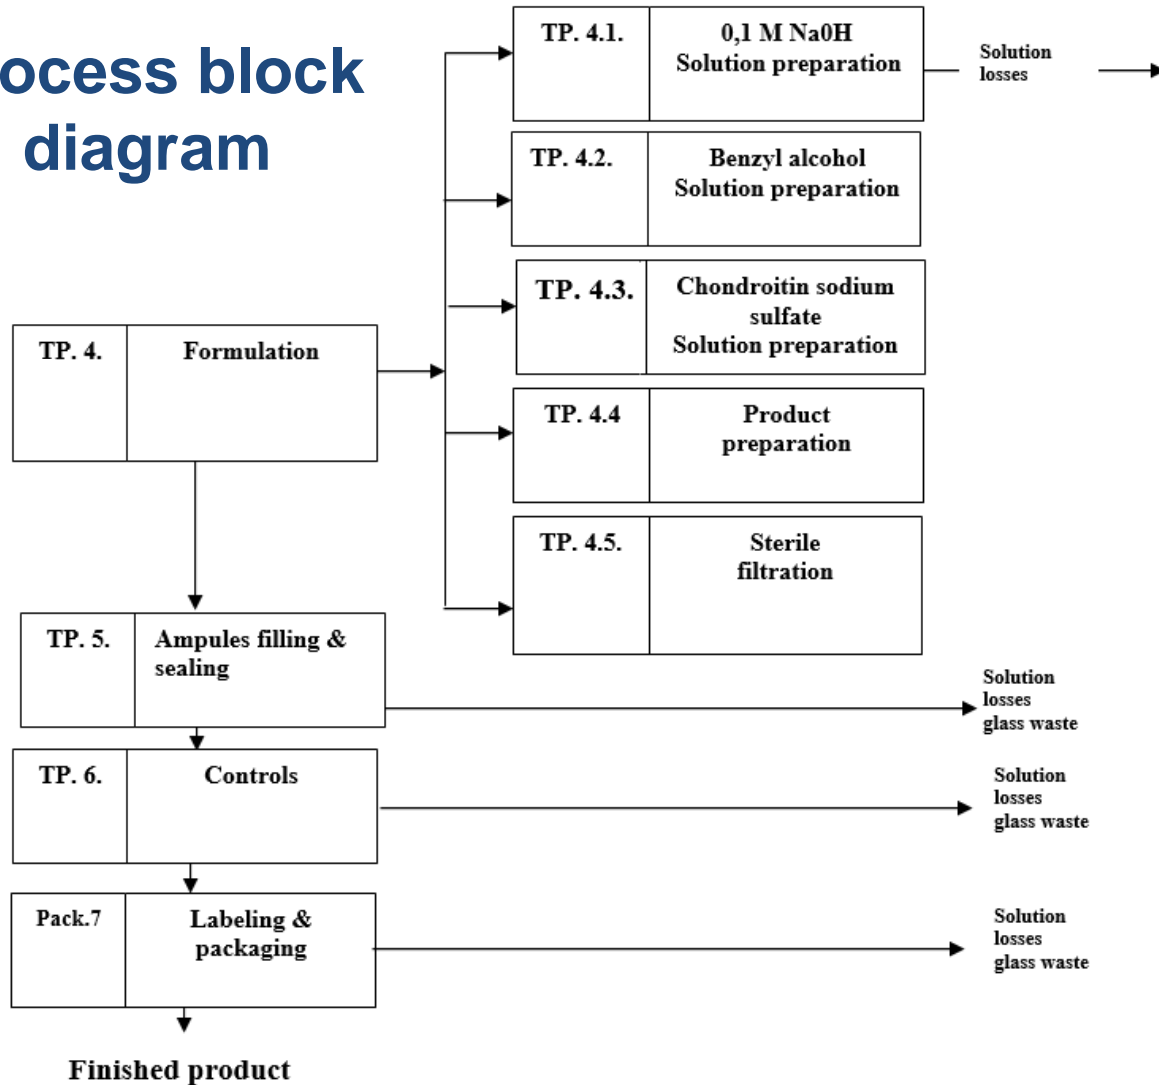 ocess block
diagram
TP. 4.1.
0,1 M Na0H
Solution preparation
Solution
losses
TP. 4.2.
Benzyl alcohol
Solution preparation
TP. 4.3.
Chondroitin sodium
sulfate
Solution preparation
TP. 4.
Formulation
TP. 4.4
Product
preparation
TP. 4.5.
Sterile
filtration
TP. 5.
Ampules filling &
sealing
Solution
losses
glass waste
TP. 6.
Controls
Solution
losses
glass waste
Pack.7
Labeling &
packaging
Solution
losses
glass waste
Finished product